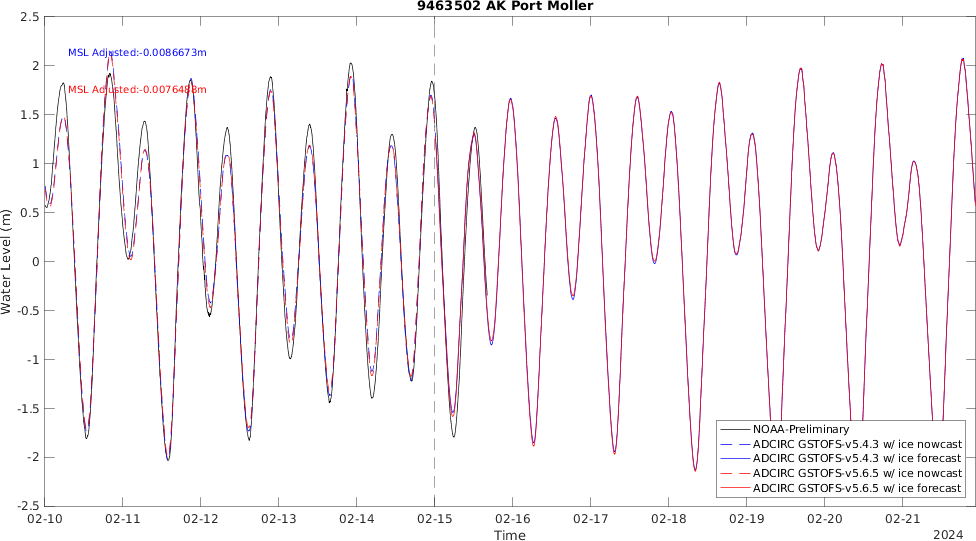 9463502 AK Port Moller
2.5
2
1.5
1
0.5
0
-0.5
-1
-1.5
-2
-2.5
Water Level (m)
MSL Adjusted:-0.0086673m
MSL Adjusted:-0.0076488m
NOAA-Preliminary
ADCIRC GSTOFS-v5.4.3 w/ ice nowcast
ADCIRC GSTOFS-v5.4.3 w/ ice forecast
ADCIRC GSTOFS-v5.6.5 w/ ice nowcast
ADCIRC GSTOFS-v5.6.5 w/ ice forecast
02-10 02-11 02-12 02-13 02-14 02-15 02-16 02-17 02-18 02-19 02-20 02-21
Time
2024